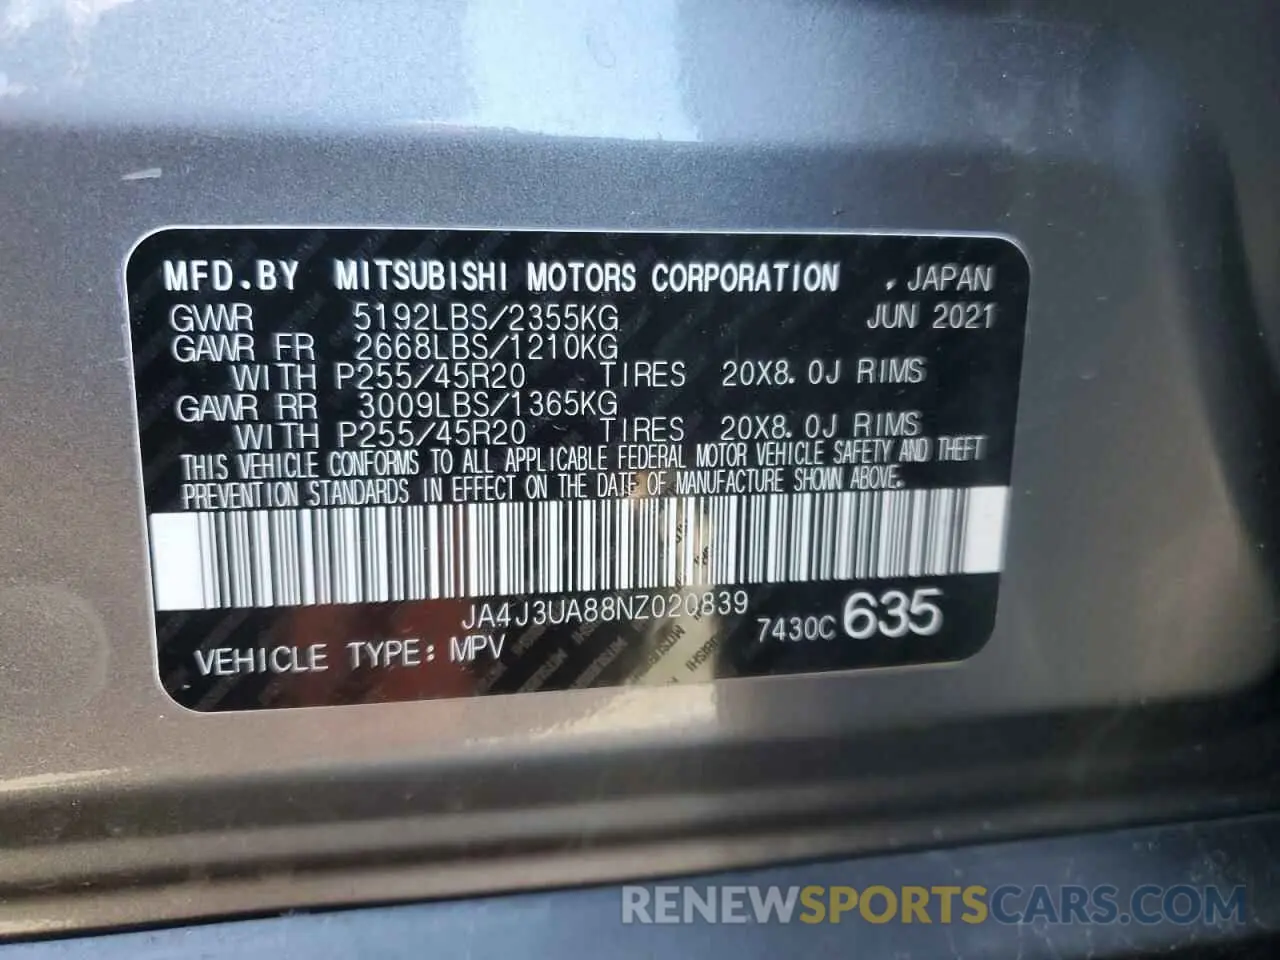 MFD.BY MITSUBISHI MOTORS CORPORATION , JAPAN
GWWR 5192LBS/2355KG JUN 2021
GAWR FR 2668LBS/1210KG
WITH P255/45R20 TIRES 20X8.0J RIMS
GAWR RR 3009LBS/1365KG
WITH P255/45R20 TIRES 20X8.0J RIMS
THIS VEHICLE CONFORMS TO ALL APPLICABLE FEDERAL MOTOR VEHICLE SAFETY AND THEFT
PREVENTION STANDARDS IN EFFECT ON THE DATE OF MANUFACTURE SHOWN ABOVE.
JA4J3UA88NZ020839
7430C 635
VEHICLE TYPE: MPV
RENEWSPORTSCARS.COM